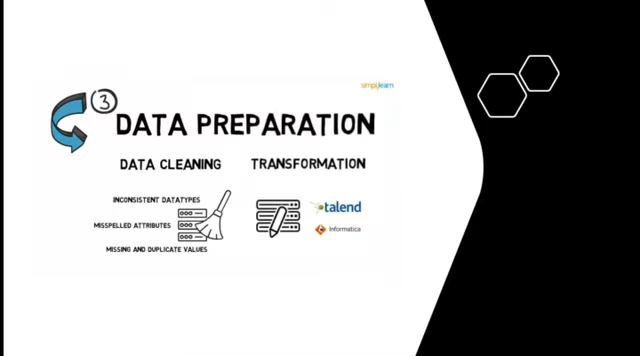 simplilearn
3
DATA PREPARATION
DATA CLEANING
TRANSFORMATION
INCONSISTENT DATATYPES
MISSPELLED ATTRIBUTES
MISSING AND DUPLICATE VALUES
talend
Informatica